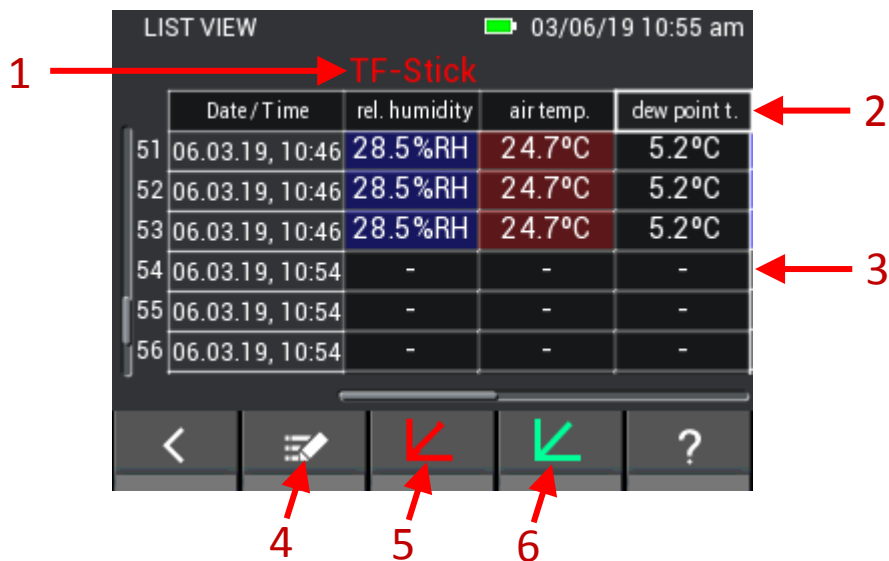 LIST VIEW 03/06/19 10:55 am
1 TF-Stick
Date/Time rel. humidity air temp. dew point t. 2
51 06.03.19, 10:46 28.5%RH 24.7ºC 5.2ºC
52 06.03.19, 10:46 28.5%RH 24.7ºC 5.2ºC
53 06.03.19, 10:46 28.5%RH 24.7ºC 5.2ºC
54 06.03.19, 10:54 - - - 3
55 06.03.19, 10:54 - - -
56 06.03.19, 10:54 - - -
?
4 5 6